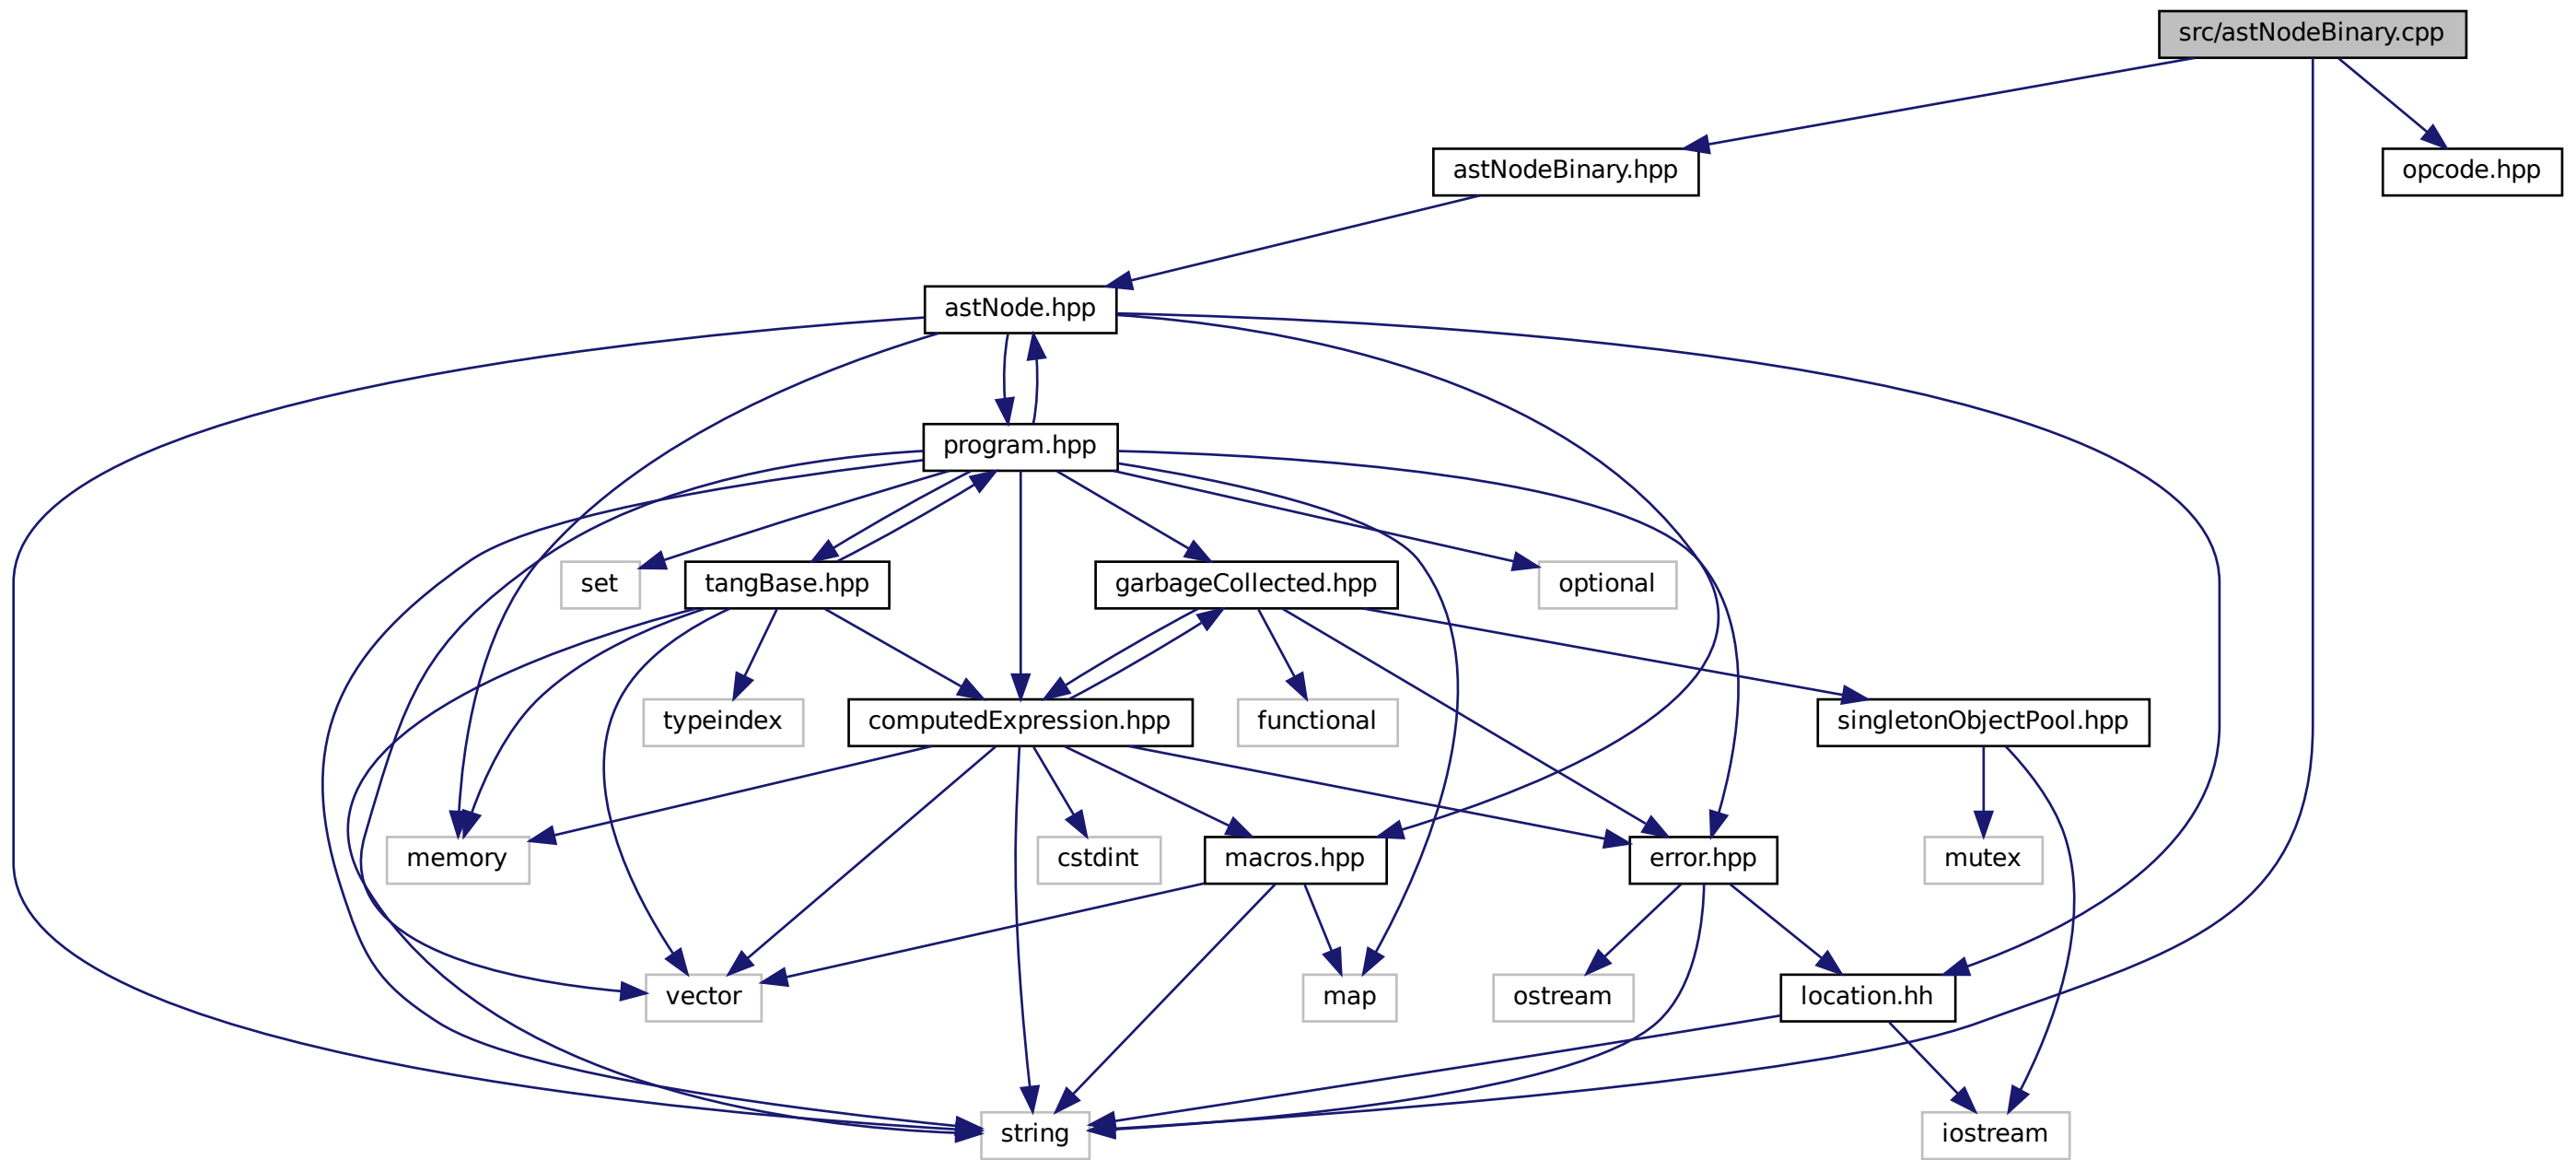 src/astNodeBinary.cpp
astNodeBinary.hpp
opcode.hpp
astNode.hpp
program.hpp
set
tangBase.hpp
garbageCollected.hpp
optional
typeindex
computedExpression.hpp
functional
singletonObjectPool.hpp
memory
cstdint
macros.hpp
error.hpp
mutex
vector
map
ostream
location.hh
string
iostream